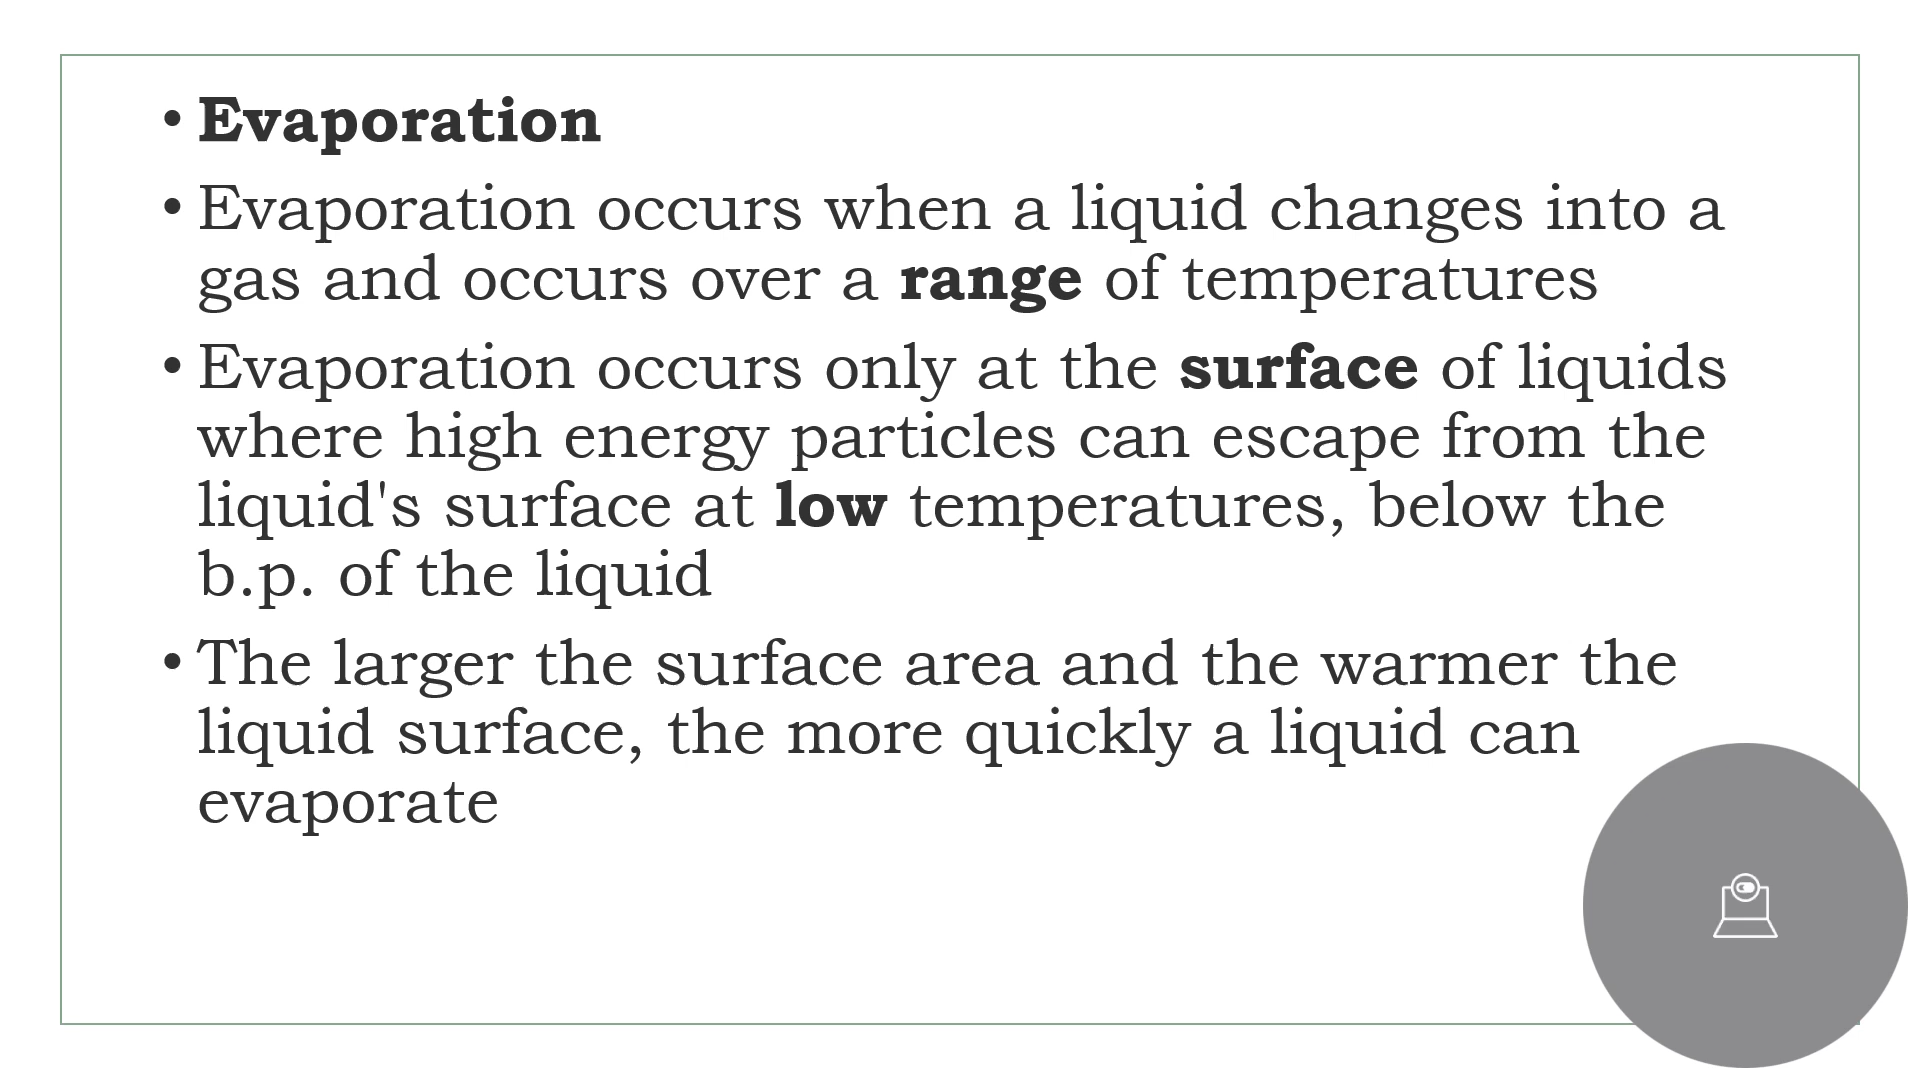 • Evaporation
• Evaporation occurs when a liquid changes into a
gas and occurs over a range of temperatures
• Evaporation occurs only at the surface of liquids
where high energy particles can escape from the
liquid's surface at low temperatures, below the
b.p. of the liquid
• The larger the surface area and the warmer the
liquid surface, the more quickly a liquid can
evaporate